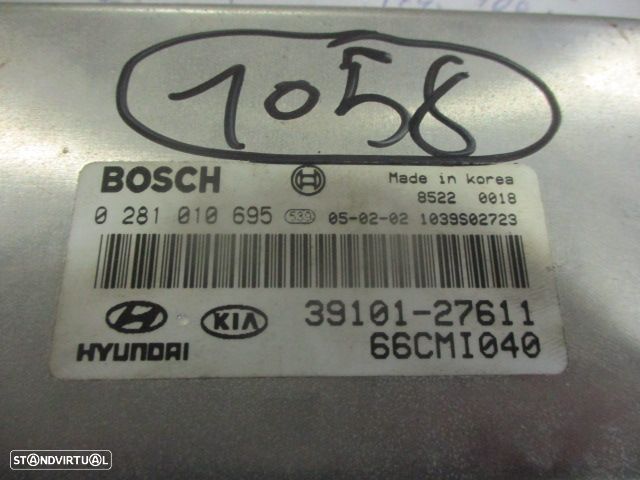 1058
BOSCH
Made in korea
8522 0018
0 281 010 695 539 05-02-02 1039S02723
HYUNDAI
KIA
39101-27611
66CMI040
STANDVIRTUAL